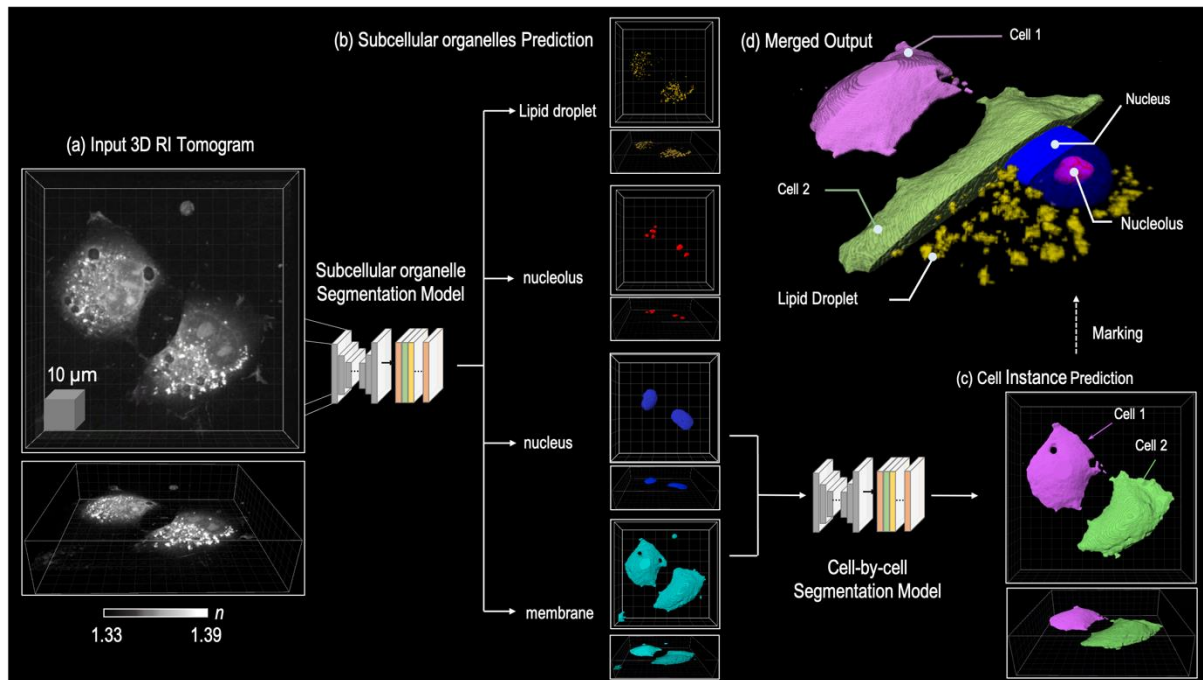 (a) Input 3D RI Tomogram
10 μm
n
1.33 1.39
Subcellular organelle
Segmentation Model
(b) Subcellular organelles Prediction
Lipid droplet
nucleolus
nucleus
membrane
Cell-by-cell
Segmentation Model
(c) Cell Instance Prediction
Cell 1
Cell 2
Marking
(d) Merged Output
Cell 1
Nucleus
Cell 2
Nucleolus
Lipid Droplet